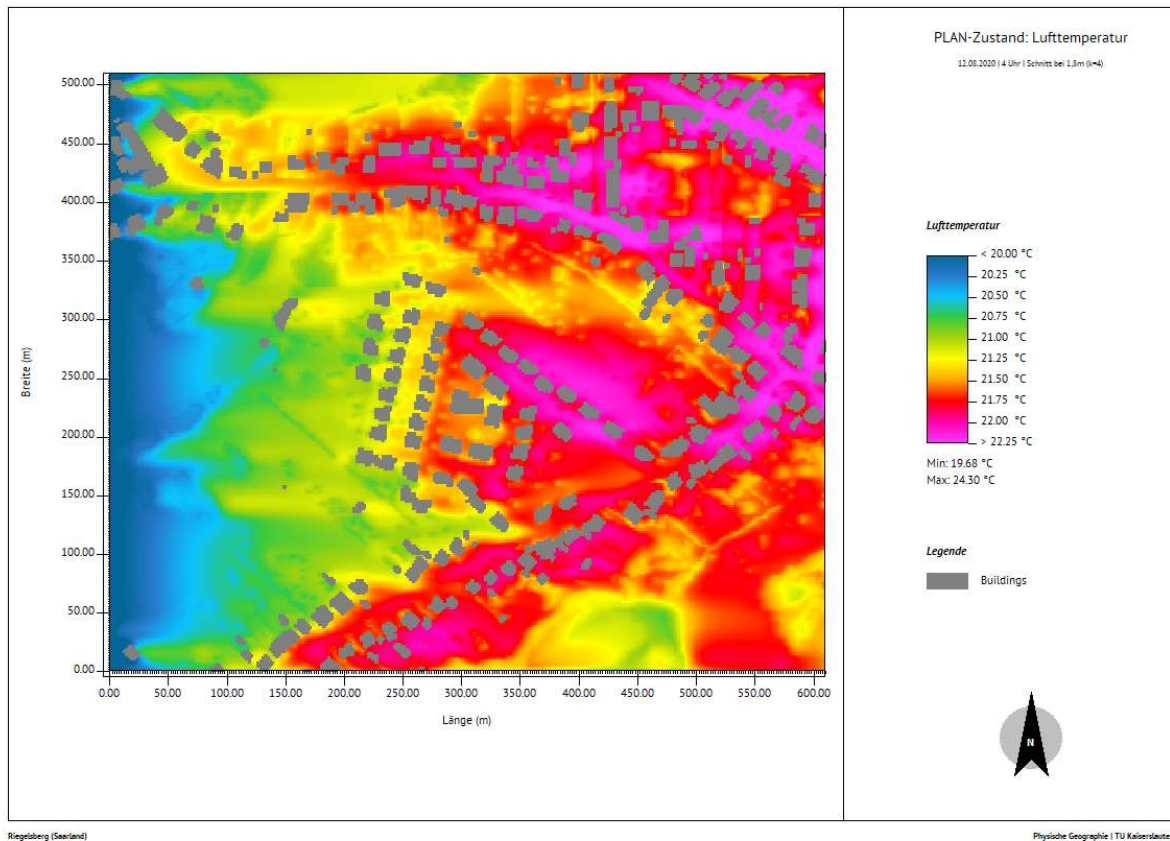 PLAN-Zustand: Lufttemperatur
12.08.2020 | 4 Uhr | Schnitt bei 1,8m (k=4)
500.00
450.00
400.00
350.00
300.00
250.00
200.00
150.00
100.00
50.00
0.00
Breite (m)
0.00 50.00 100.00 150.00 200.00 250.00 300.00 350.00 400.00 450.00 500.00 550.00 600.00
Länge (m)
Lufttemperatur
< 20.00 °C
20.25 °C
20.50 °C
20.75 °C
21.00 °C
21.25 °C
21.50 °C
21.75 °C
22.00 °C
> 22.25 °C
Min: 19.68 °C
Max: 24.30 °C
Legende
Buildings
N
Riegelsberg (Saarland)
Physische Geographie | TU Kaiserslaute